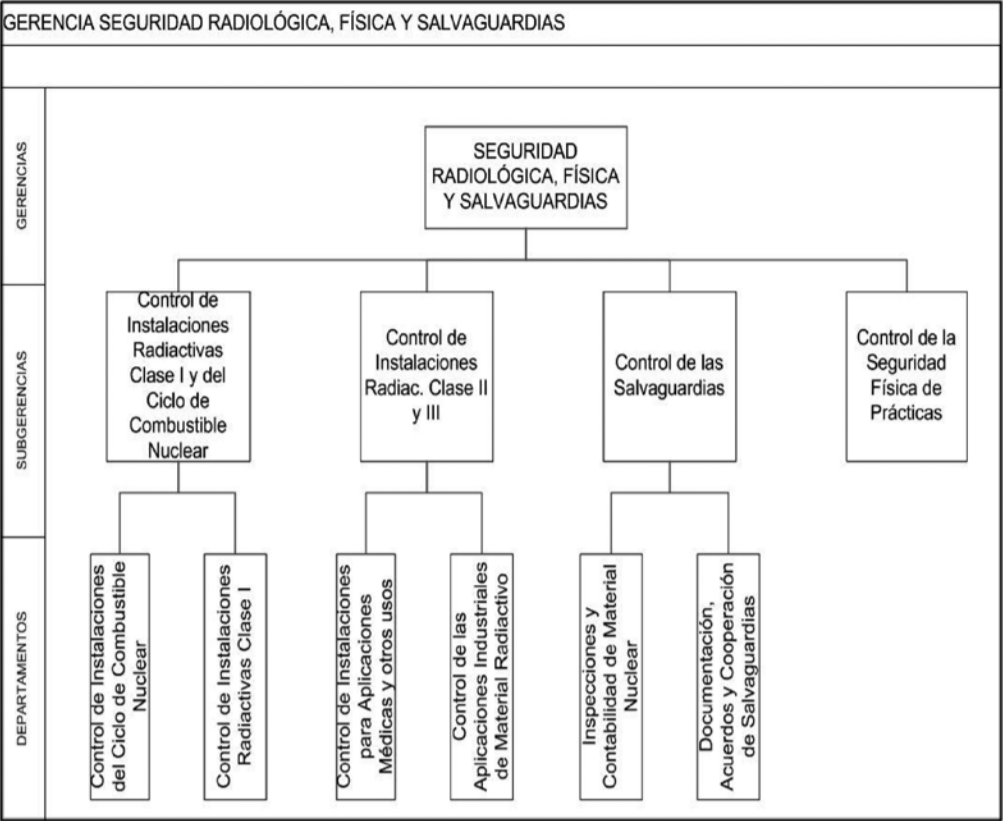 GERENCIA SEGURIDAD RADIOLÓGICA, FÍSICA Y SALVAGUARDIAS
GERENCIAS
SEGURIDAD
RADIOLÓGICA, FÍSICA
Y SALVAGUARDIAS
SUBGERENCIAS
Control de
Instalaciones
Radiactivas
Clase I y del
Ciclo de
Combustible
Nuclear
Control de
Instalaciones
Radiac. Clase II
y III
Control de las
Salvaguardias
Control de la
Seguridad
Física de
Prácticas
DEPARTAMENTOS
Control de Instalaciones
del Ciclo de Combustible
Nuclear
Control de Instalaciones
Radiactivas Clase I
Control de Instalaciones
para Aplicaciones
Médicas y otros usos
Control de las
Aplicaciones Industriales
de Material Radiactivo
Inspecciones y
Contabilidad de Material
Nuclear
Documentación,
Acuerdos y Cooperación
de Salvaguardias